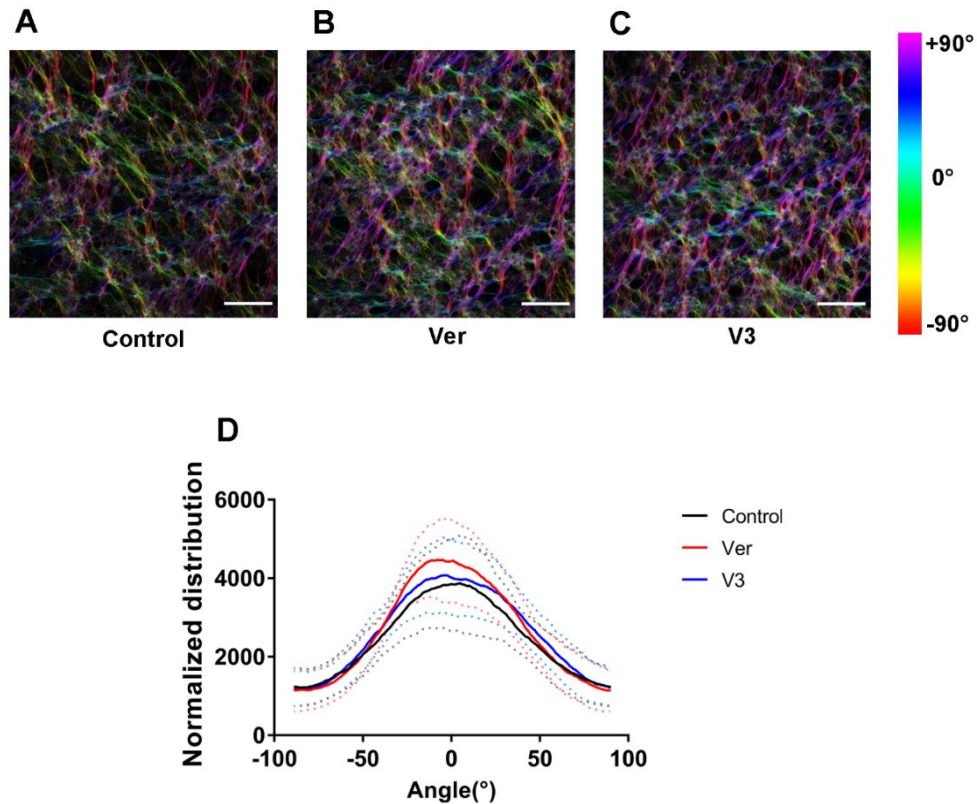 A
B
C
+90°
0°
-90°
Control
Ver
V3
D
Normalized distribution
6000
4000
2000
0
-100
-50
0
50
100
Angle(°)
Control
Ver
V3